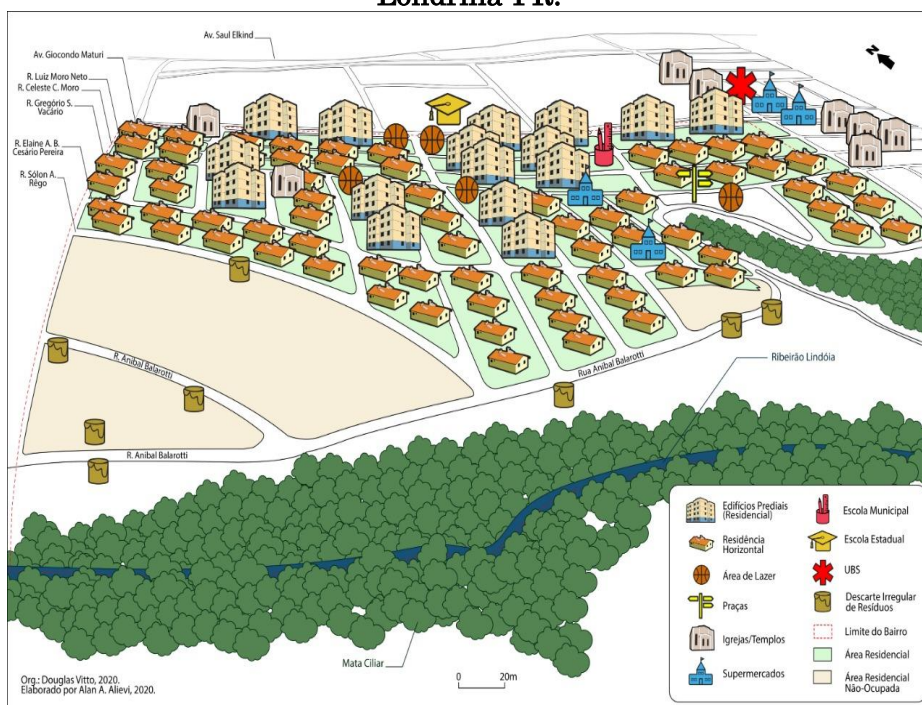 Londrina-PR.
Av. Saul Elkind
Av. Giocondo Maturi
R. Luiz Moro Neto
R. Celeste C. Moro
R. Gregório S.
Vacário
R. Elaine A. B.
Cesário Pereira
R. Sólon A.
Rêgo
N
R. Aníbal Balarotti
Rua Aníbal Balarotti
R. Aníbal Balarotti
Ribeirão Lindóia
Mata Ciliar
Edifícios Prediais
(Residencial)
Residência
Horizontal
Área de Lazer
Praças
Igrejas/Templos
Supermercados
Escola Municipal
Escola Estadual
UBS
Descarte Irregular
de Resíduos
Limite do Bairro
Área Residencial
Área Residencial
Não-Ocupada
0 20m
Org.: Douglas Vitto, 2020.
Elaborado por Alan A. Alievi, 2020.